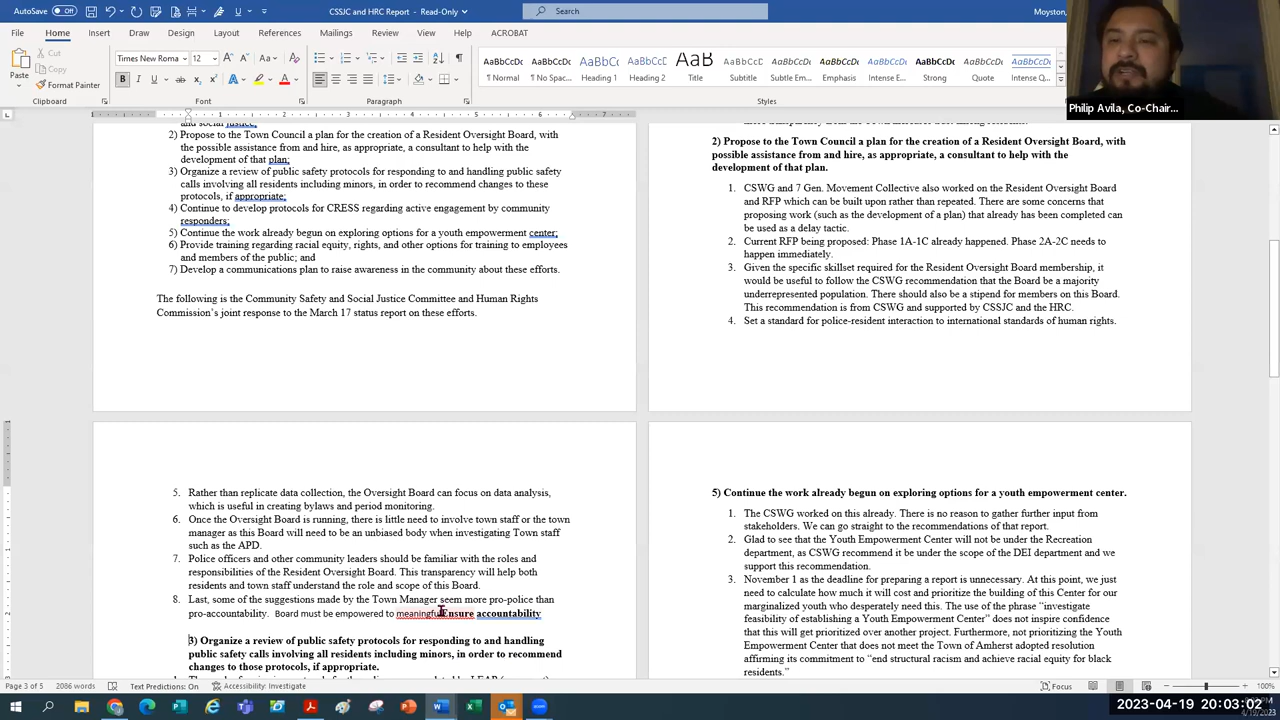 AutoSave On
CSSJC and HRC Report
Search
Moyston,
File Home Insert Draw Design Layout References Mailings Review View Help ACROBAT
Cut
Copy
Format Painter
Paste
Times New Roma 12
Clipboard
Font
Paragraph
Styles
Normal
No Spac...
Heading 1
Heading 2
Title
Subtitle
Subtle Em...
Emphasis
Intense E...
Strong
Quote
Intense Q...
Philip Avila, Co-Chair...
and social justice;
2) Propose to the Town Council a plan for the creation of a Resident Oversight Board, with
the possible assistance from and hire, as appropriate, a consultant to help with the
development of that plan;
3) Organize a review of public safety protocols for responding to and handling public safety
calls involving all residents including minors, in order to recommend changes to these
protocols, if appropriate;
4) Continue to develop protocols for CRESS regarding active engagement by community
responders;
5) Continue the work already begun on exploring options for a youth empowerment center;
6) Provide training regarding racial equity, rights, and other options for training to employees
and members of the public; and
7) Develop a communications plan to raise awareness in the community about these efforts.
The following is the Community Safety and Social Justice Committee and Human Rights
Commission's joint response to the March 17 status report on these efforts.
2) Propose to the Town Council a plan for the creation of a Resident Oversight Board, with
possible assistance from and hire, as appropriate, a consultant to help with the
development of that plan.
1. CSWG and 7 Gen. Movement Collective also worked on the Resident Oversight Board
and RFP which can be built upon rather than repeated. There are some concerns that
proposing work (such as the development of a plan) that already has been completed can
be used as a delay tactic.
2. Current RFP being proposed: Phase 1A-1C already happened. Phase 2A-2C needs to
happen immediately.
3. Given the specific skillset required for the Resident Oversight Board membership, it
would be useful to follow the CSWG recommendation that the Board be a majority
underrepresented population. There should also be a stipend for members on this Board.
This recommendation is from CSWG and supported by CSSJC and the HRC.
4. Set a standard for police-resident interaction to international standards of human rights.
5. Rather than replicate data collection, the Oversight Board can focus on data analysis,
which is useful in creating bylaws and period monitoring.
6. Once the Oversight Board is running, there is little need to involve town staff or the town
manager as this Board will need to be an unbiased body when investigating Town staff
such as the APD.
7. Police officers and other community leaders should be familiar with the roles and
responsibilities of the Resident Oversight Board. This transparency will help both
residents and town staff understand the role and scope of this Board.
8. Last, some of the suggestions made by the Town Manager seem more pro-police than
pro-accountability. Board must be empowered to meaningfulEnsure accountability
3) Organize a review of public safety protocols for responding to and handling
public safety calls involving all residents including minors, in order to recommend
changes to those protocols, if appropriate.
5) Continue the work already begun on exploring options for a youth empowerment center.
1. The CSWG worked on this already. There is no reason to gather further input from
stakeholders. We can go straight to the recommendations of that report.
2. Glad to see that the Youth Empowerment Center will not be under the Recreation
department, as CSWG recommend it be under the scope of the DEI department and we
support this recommendation.
3. November 1 as the deadline for preparing a report is unnecessary. At this point, we just
need to calculate how much it will cost and prioritize the building of this Center for our
marginalized youth who desperately need this. The use of the phrase “investigate
feasibility of establishing a Youth Empowerment Center” does not inspire confidence
that this will get prioritized over another project. Furthermore, not prioritizing the Youth
Empowerment Center that does not meet the Town of Amherst adopted resolution
affirming its commitment to “end structural racism and achieve racial equity for black
residents.”
Page 3 of 5 2086 words Text Predictions: On Accessibility: Investigate
Focus
100%
2023-04-19 20:03:02